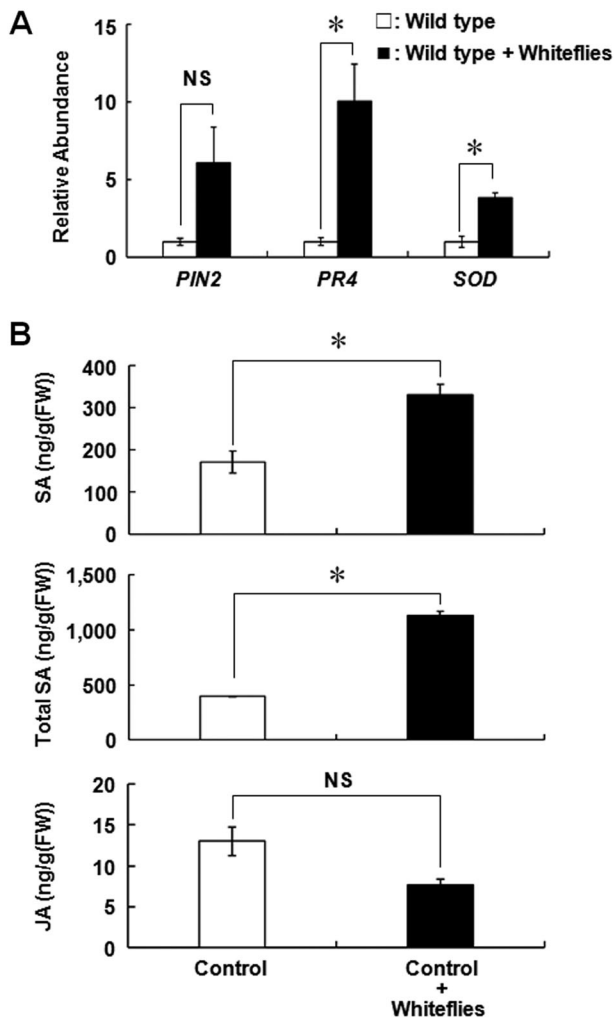 A
15
10
5
0
Relative Abundance
□: Wild type
■: Wild type + Whiteflies
NS
*
*
PIN2 PR4 SOD
B
400
300
200
100
0
SA (ng/g(FW))
*
1,500
1,000
500
0
Total SA (ng/g(FW))
*
20
15
10
5
0
JA (ng/g(FW))
NS
Control
Control
+
Whiteflies